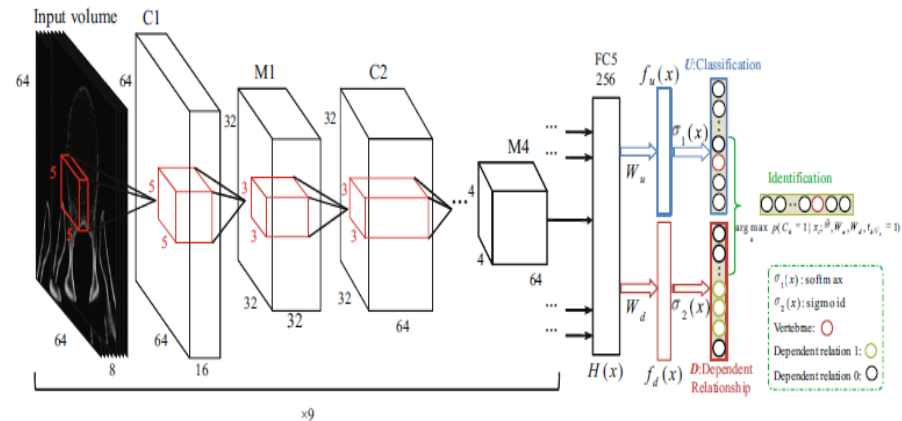 Input volume
C1
M1
C2
M4
FC5
256
64
64
32
32
5
5
5
5
3
3
3
3
4
4
64
64
8
64
16
32
32
32
64
...
...
...
...
...
×9
H(x)
W_u
W_d
f_u(x)
f_d(x)
σ_1(x)
σ_2(x)
U:Classification
D:Dependent
Relationship
Identification
arg max
k
σ_1(x): softmax
σ_2(x): sigmoid
Vertebrae:
Dependent relation 1:
Dependent relation 0: